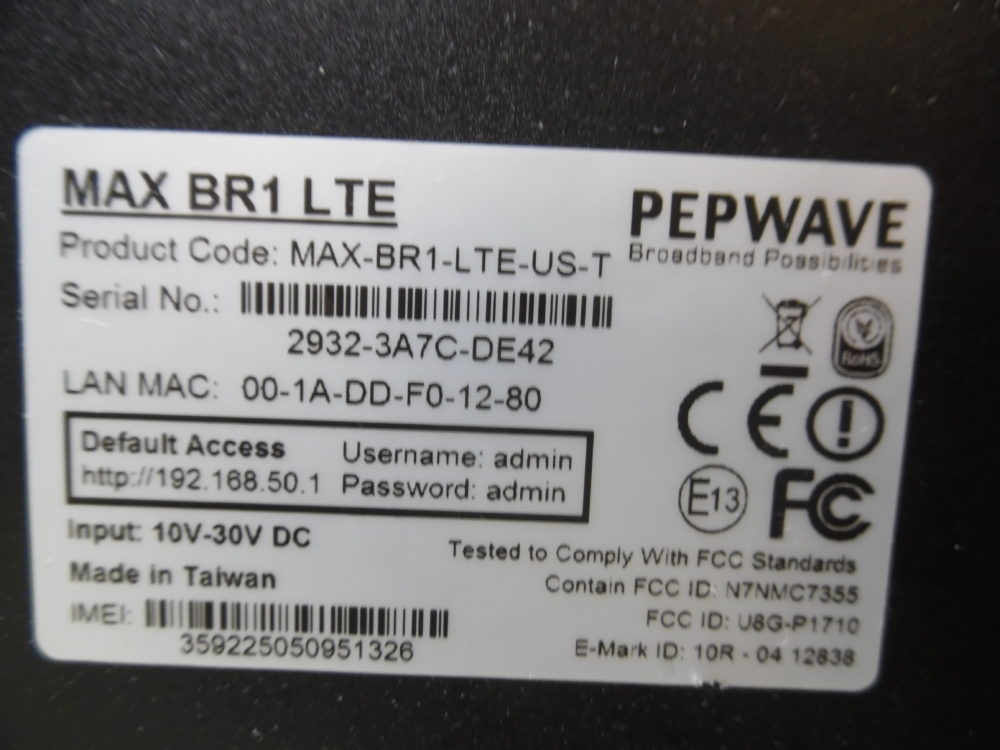 MAX BR1 LTE
PEPWAVE
Broadband Possibilities
Product Code: MAX-BR1-LTE-US-T
Serial No.:
2932-3A7C-DE42
RoHS
LAN MAC: 00-1A-DD-F0-12-80
CE
Default Access
http://192.168.50.1
Username: admin
Password: admin
E13
FC
Input: 10V-30V DC
Made in Taiwan
IMEI:
359225050951326
Tested to Comply With FCC Standards
Contain FCC ID: N7NMC7355
FCC ID: U8G-P1710
E-Mark ID: 10R - 04 12838